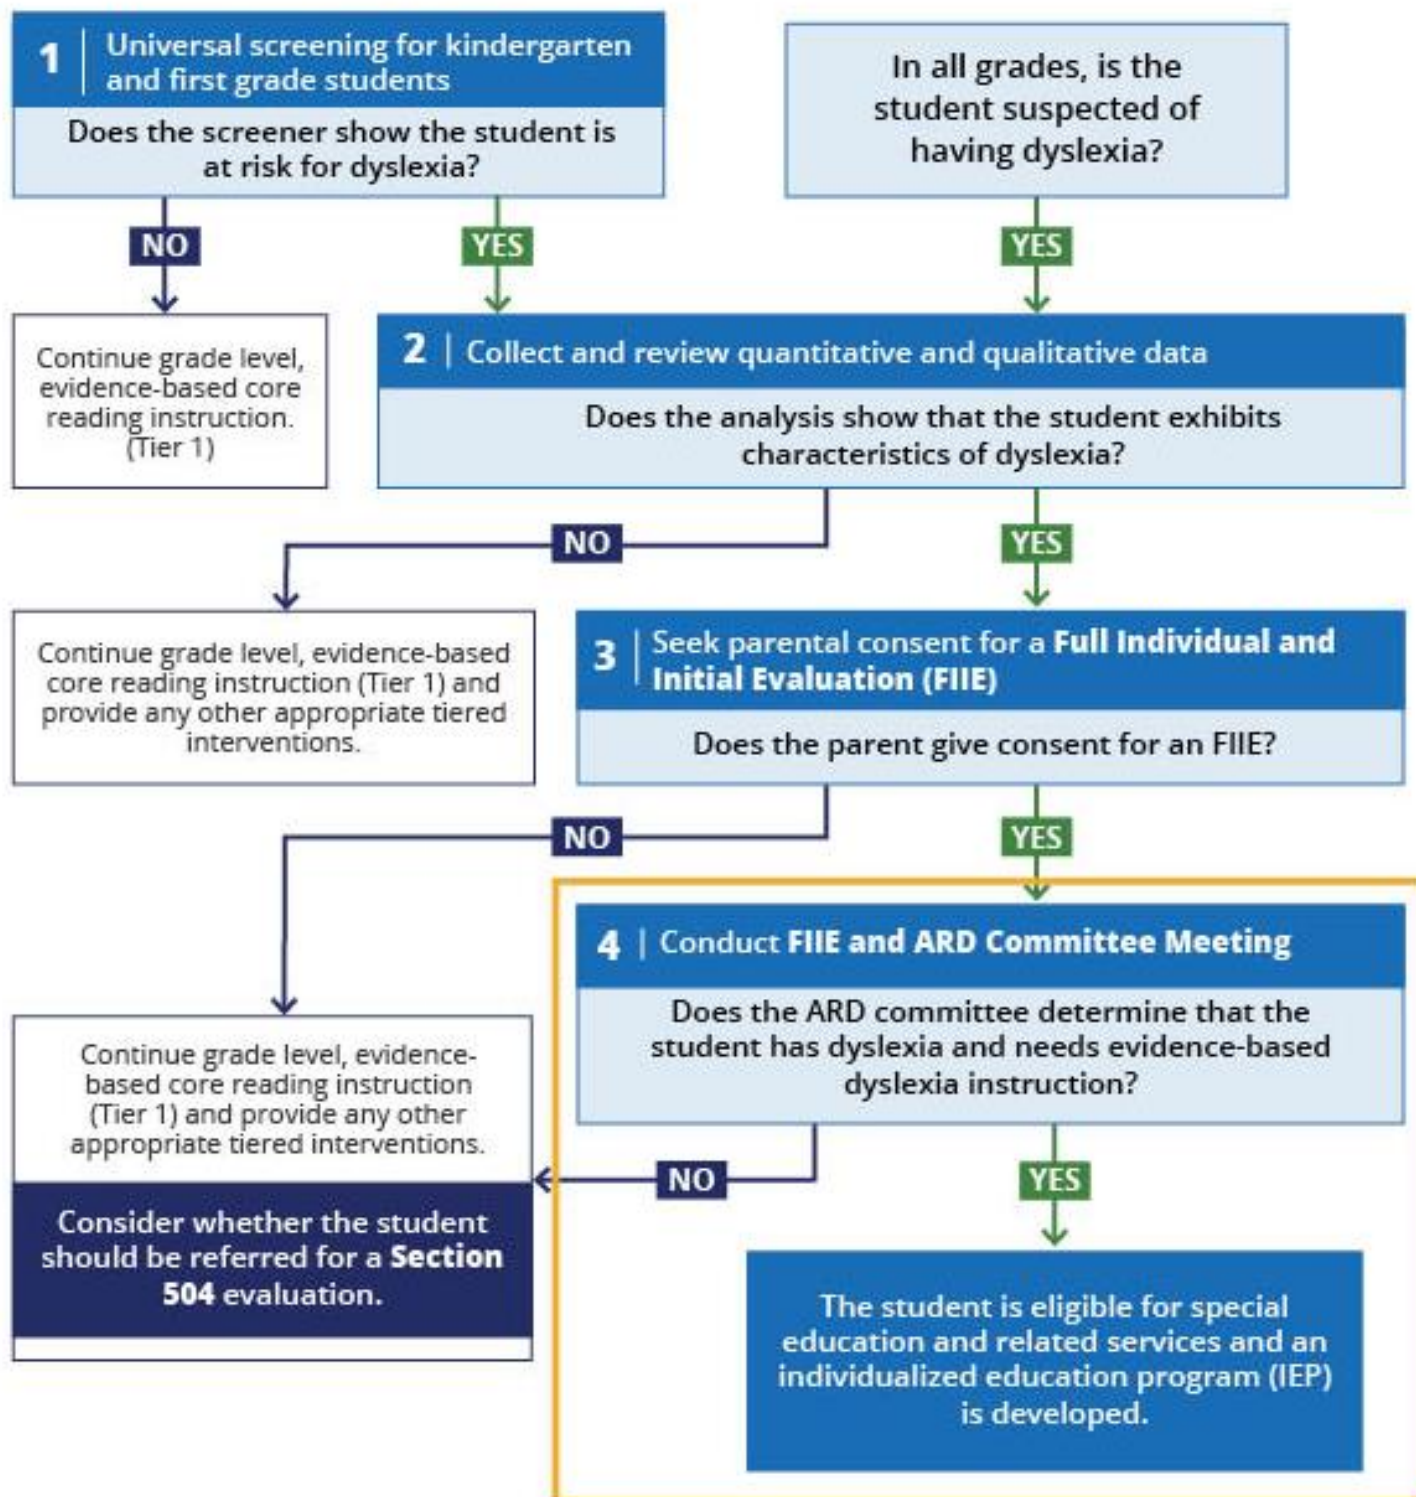 1
Universal screening for kindergarten
and first grade students
Does the screener show the student is
at risk for dyslexia?
In all grades, is the
student suspected of
having dyslexia?
NO
YES
YES
Continue grade level,
evidence-based core
reading instruction.
(Tier 1)
2
Collect and review quantitative and qualitative data
Does the analysis show that the student exhibits
characteristics of dyslexia?
NO
YES
Continue grade level, evidence-based
core reading instruction (Tier 1) and
provide any other appropriate tiered
interventions.
3
Seek parental consent for a Full Individual and
Initial Evaluation (FIIE)
Does the parent give consent for an FIIE?
NO
YES
4
Conduct FIIE and ARD Committee Meeting
Does the ARD committee determine that the
student has dyslexia and needs evidence-based
dyslexia instruction?
Continue grade level, evidence-
based core reading instruction
(Tier 1) and provide any other
appropriate tiered interventions.
NO
YES
Consider whether the student
should be referred for a Section
504 evaluation.
The student is eligible for special
education and related services and an
individualized education program (IEP)
is developed.